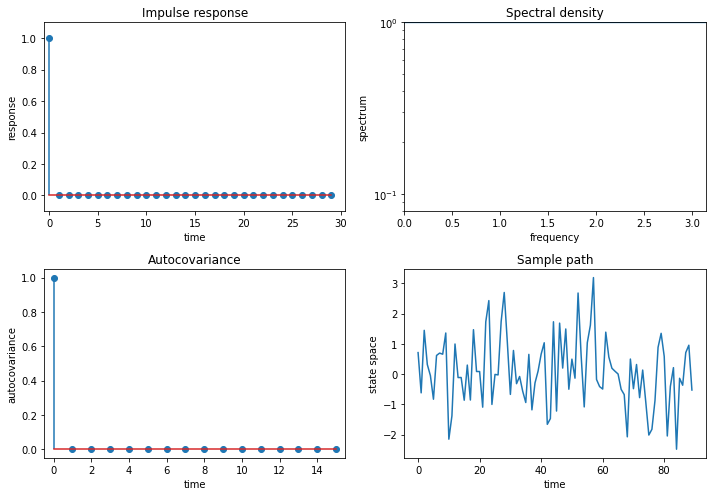 Impulse response
1.0
0.8
0.6
0.4
0.2
0.0
response
0 5 10 15 20 25 30
time
Spectral density
10⁰
10⁻¹
spectrum
0.0 0.5 1.0 1.5 2.0 2.5 3.0
frequency
Autocovariance
1.0
0.8
0.6
0.4
0.2
0.0
autocovariance
0 2 4 6 8 10 12 14
time
Sample path
3
2
1
0
−1
−2
state space
0 20 40 60 80
time